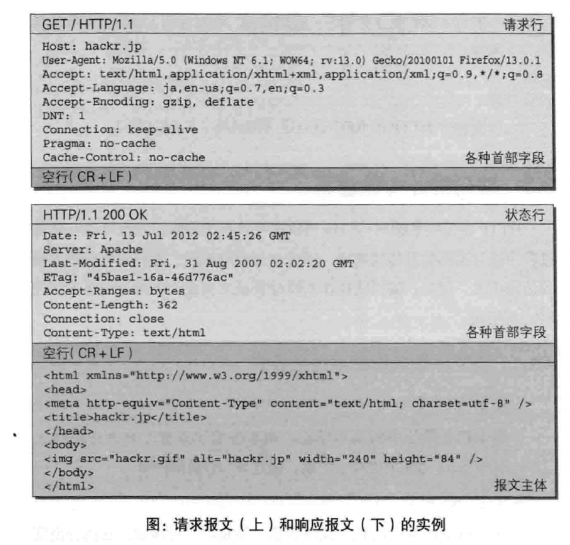 GET / HTTP/1.1 请求行
Host: hackr.jp
User-Agent: Mozilla/5.0 (Windows NT 6.1; WOW64; rv:13.0) Gecko/20100101 Firefox/13.0.1
Accept: text/html,application/xhtml+xml,application/xml;q=0.9,*/*;q=0.8
Accept-Language: ja,en-us;q=0.7,en;q=0.3
Accept-Encoding: gzip, deflate
DNT: 1
Connection: keep-alive
Pragma: no-cache
Cache-Control: no-cache 各种首部字段
空行( CR + LF )
HTTP/1.1 200 OK 状态行
Date: Fri, 13 Jul 2012 02:45:26 GMT
Server: Apache
Last-Modified: Fri, 31 Aug 2007 02:02:20 GMT
ETag: "45bae1-16a-46d776ac"
Accept-Ranges: bytes
Content-Length: 362
Connection: close
Content-Type: text/html 各种首部字段
空行( CR + LF )
<html xmlns="http://www.w3.org/1999/xhtml">
<head>
<meta http-equiv="Content-Type" content="text/html; charset=utf-8" />
<title>hackr.jp</title>
</head>
<body>
<img src="hackr.gif" alt="hackr.jp" width="240" height="84" />
</body>
</html> 报文主体
图: 请求报文（上）和响应报文（下）的实例